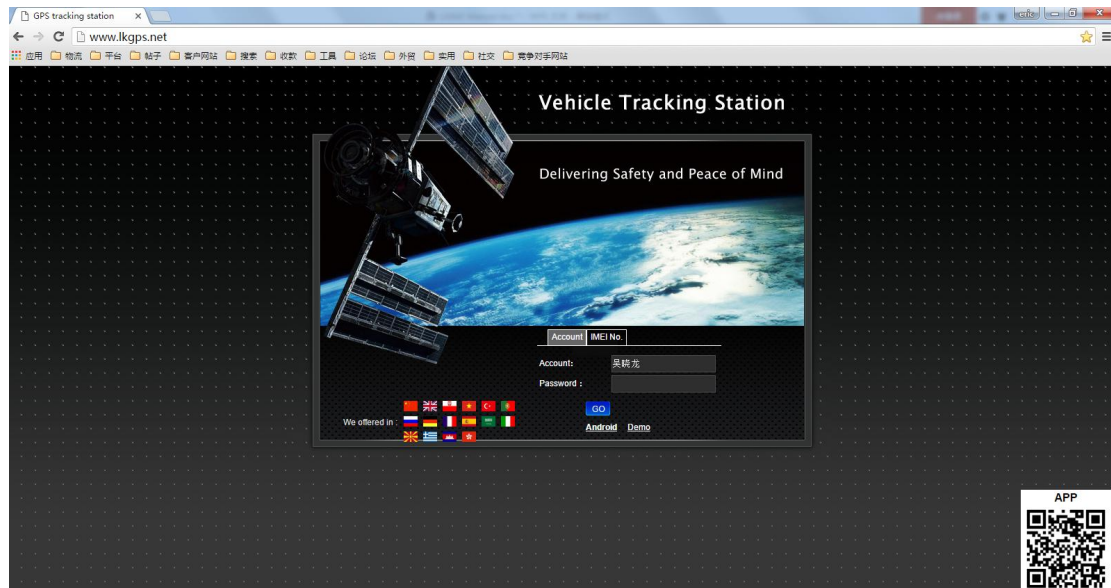 GPS tracking station
eric
www.lkgps.net
应用 物流 平台 帖子 客户网站 搜索 收款 工具 论坛 外贸 实用 社交 竞争对手网站
Vehicle Tracking Station
Delivering Safety and Peace of Mind
Account IMEI No.
Account: 吴晓龙
Password :
GO
We offered in :
Android Demo
APP